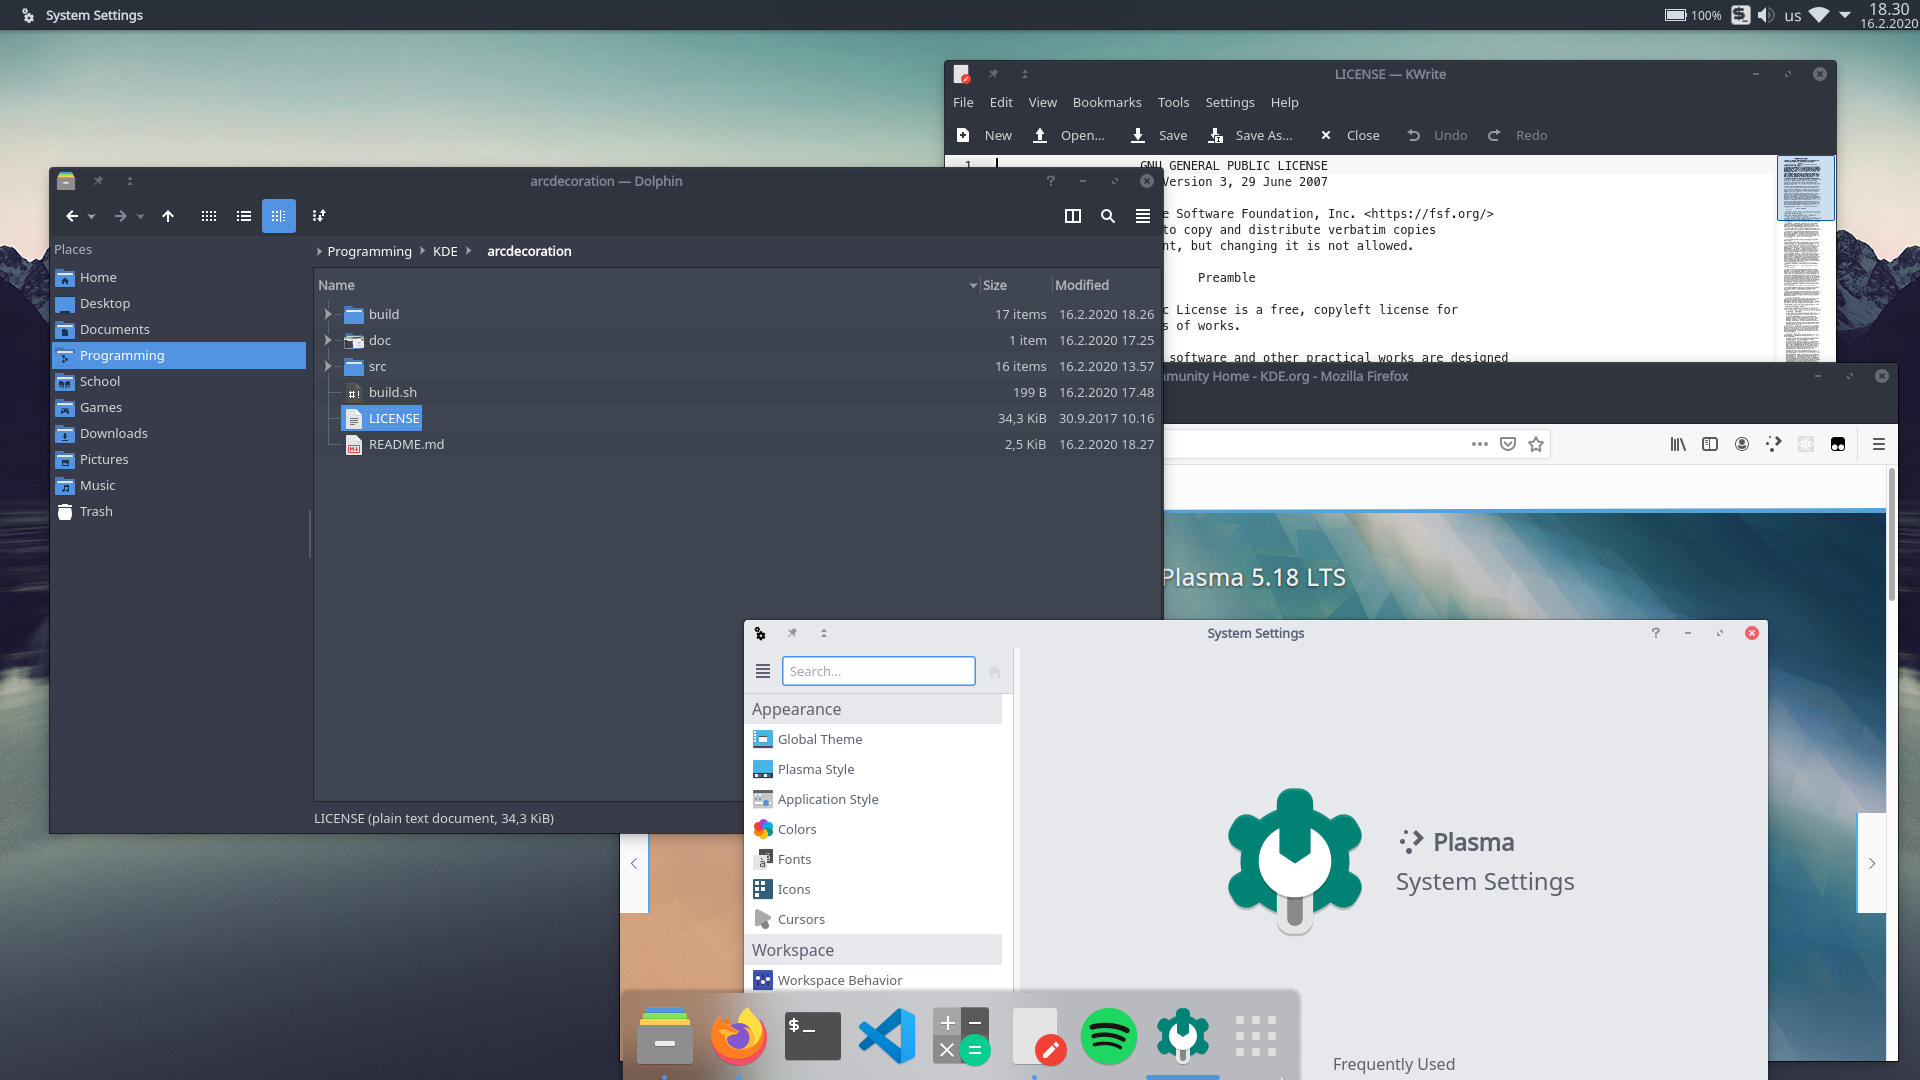 System Settings
100%
us
18.30
16.2.2020
LICENSE — KWrite
File Edit View Bookmarks Tools Settings Help
New Open... Save Save As... Close Undo Redo
1 GNU GENERAL PUBLIC LICENSE
Version 3, 29 June 2007
e Software Foundation, Inc. <https://fsf.org/>
to copy and distribute verbatim copies
nt, but changing it is not allowed.
Preamble
c License is a free, copyleft license for
s of works.
software and other practical works are designed
arcdecoration — Dolphin
Places
Home
Desktop
Documents
Programming
School
Games
Downloads
Pictures
Music
Trash
Programming KDE arcdecoration
Name Size Modified
build 17 items 16.2.2020 18.26
doc 1 item 16.2.2020 17.25
src 16 items 16.2.2020 13.57
build.sh 199 B 16.2.2020 17.48
LICENSE 34,3 KiB 30.9.2017 10.16
README.md 2,5 KiB 16.2.2020 18.27
LICENSE (plain text document, 34,3 KiB)
mmunity Home - KDE.org - Mozilla Firefox
Plasma 5.18 LTS
System Settings
Search...
Appearance
Global Theme
Plasma Style
Application Style
Colors
Fonts
Icons
Cursors
Workspace
Workspace Behavior
Plasma
System Settings
Frequently Used